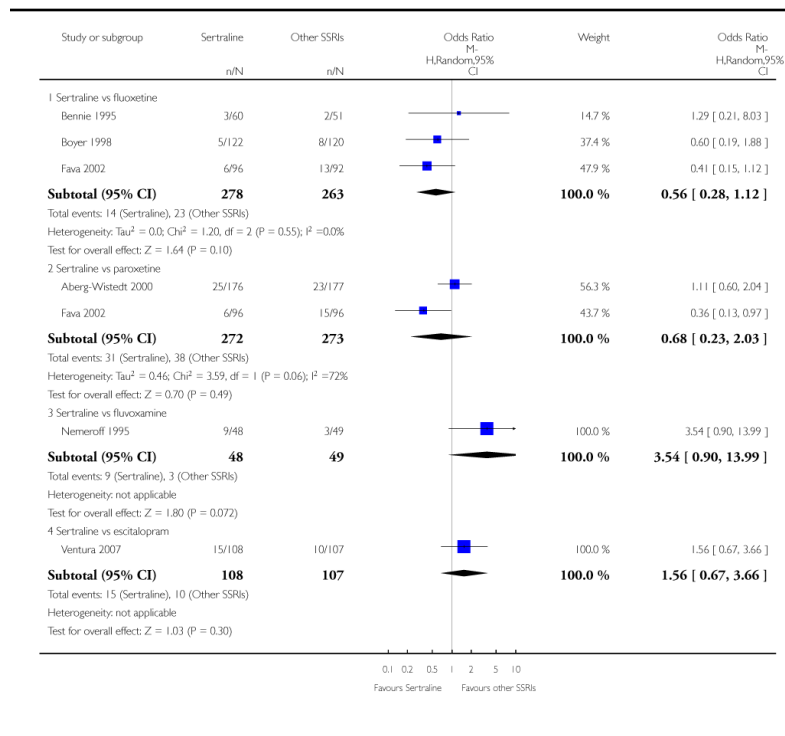 Study or subgroup Sertraline Other SSRIs Odds Ratio Weight Odds Ratio
M- M-
H,Random,95% H,Random,95%
n/N n/N CI CI
1 Sertraline vs fluoxetine
Bennie 1995 3/60 2/51 14.7 % 1.29 [ 0.21, 8.03 ]
Boyer 1998 5/122 8/120 37.4 % 0.60 [ 0.19, 1.88 ]
Fava 2002 6/96 13/92 47.9 % 0.41 [ 0.15, 1.12 ]
Subtotal (95% CI) 278 263 100.0 % 0.56 [ 0.28, 1.12 ]
Total events: 14 (Sertraline), 23 (Other SSRIs)
Heterogeneity: Tau² = 0.0; Chi² = 1.20, df = 2 (P = 0.55); I² =0.0%
Test for overall effect: Z = 1.64 (P = 0.10)
2 Sertraline vs paroxetine
Aberg-Wistedt 2000 25/176 23/177 56.3 % 1.11 [ 0.60, 2.04 ]
Fava 2002 6/96 15/96 43.7 % 0.36 [ 0.13, 0.97 ]
Subtotal (95% CI) 272 273 100.0 % 0.68 [ 0.23, 2.03 ]
Total events: 31 (Sertraline), 38 (Other SSRIs)
Heterogeneity: Tau² = 0.46; Chi² = 3.59, df = 1 (P = 0.06); I² =72%
Test for overall effect: Z = 0.70 (P = 0.49)
3 Sertraline vs fluvoxamine
Nemeroff 1995 9/48 3/49 100.0 % 3.54 [ 0.90, 13.99 ]
Subtotal (95% CI) 48 49 100.0 % 3.54 [ 0.90, 13.99 ]
Total events: 9 (Sertraline), 3 (Other SSRIs)
Heterogeneity: not applicable
Test for overall effect: Z = 1.80 (P = 0.072)
4 Sertraline vs escitalopram
Ventura 2007 15/108 10/107 100.0 % 1.56 [ 0.67, 3.66 ]
Subtotal (95% CI) 108 107 100.0 % 1.56 [ 0.67, 3.66 ]
Total events: 15 (Sertraline), 10 (Other SSRIs)
Heterogeneity: not applicable
Test for overall effect: Z = 1.03 (P = 0.30)
0.1 0.2 0.5 1 2 5 10
Favours Sertraline Favours other SSRIs